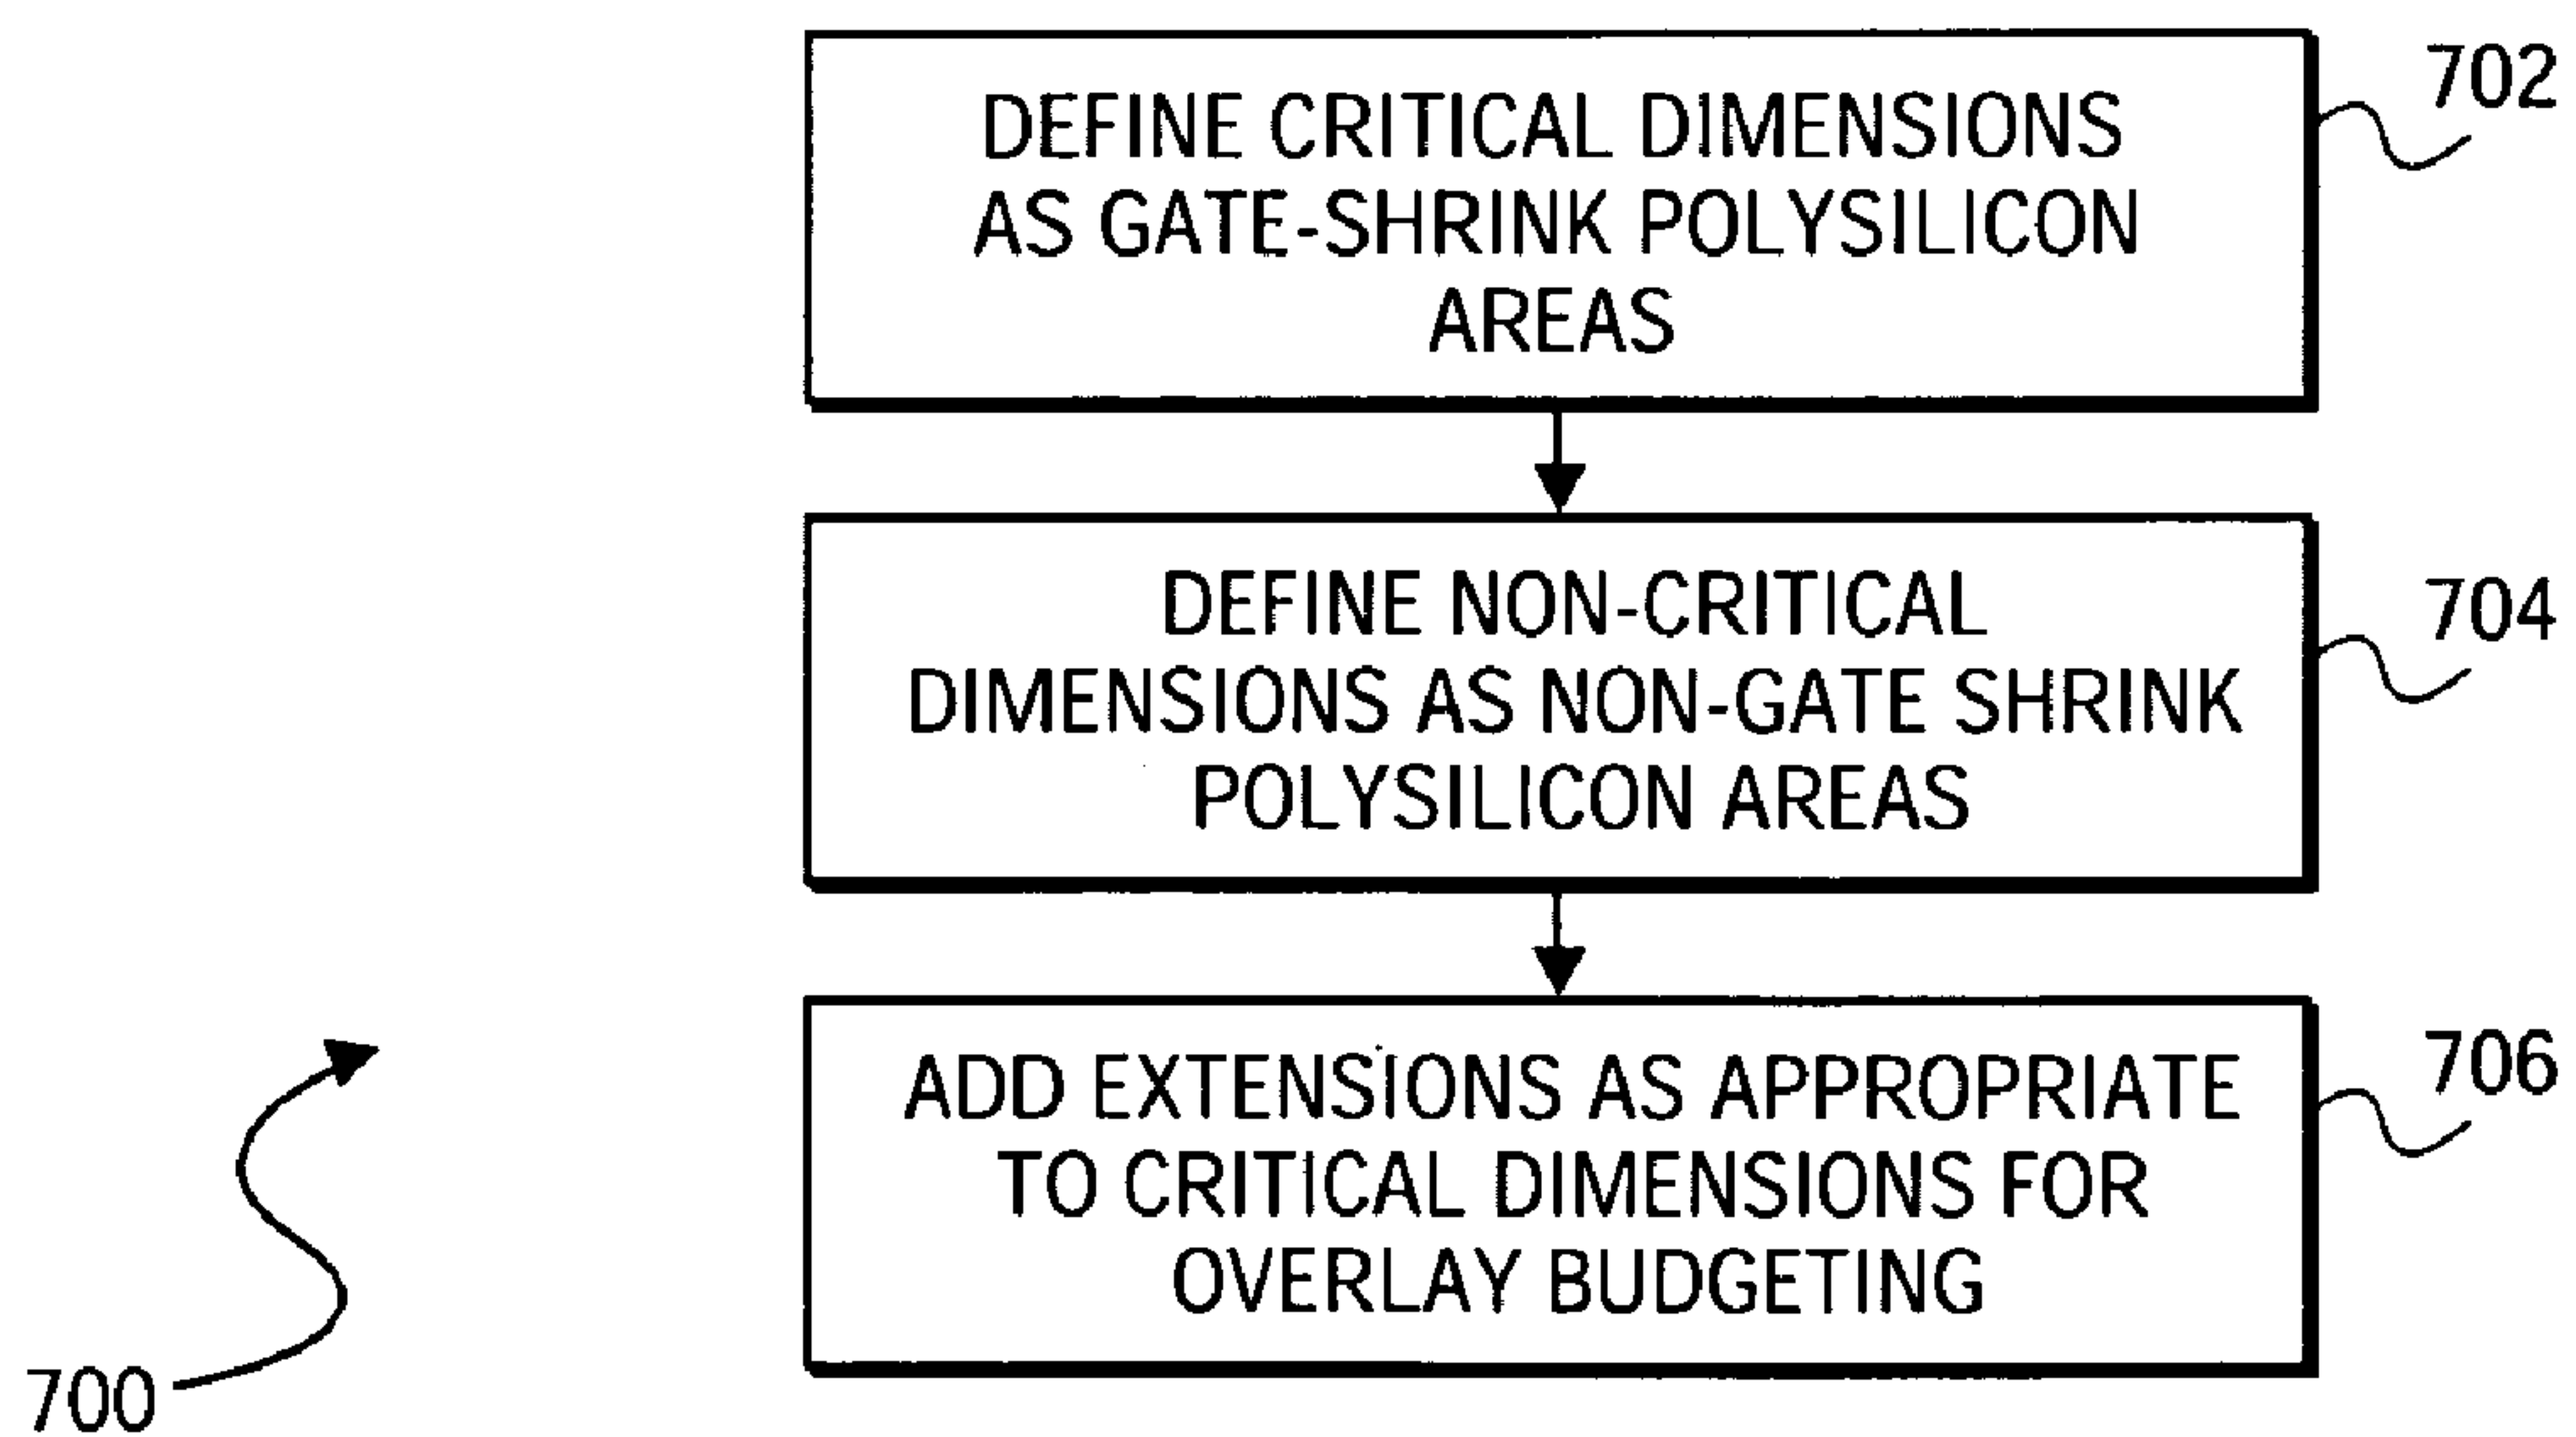 DEFINE CRITICAL DIMENSIONS
AS GATE-SHRINK POLYSILICON
AREAS
702
DEFINE NON-CRITICAL
DIMENSIONS AS NON-GATE SHRINK
POLYSILICON AREAS
704
ADD EXTENSIONS AS APPROPRIATE
TO CRITICAL DIMENSIONS FOR
OVERLAY BUDGETING
706
700